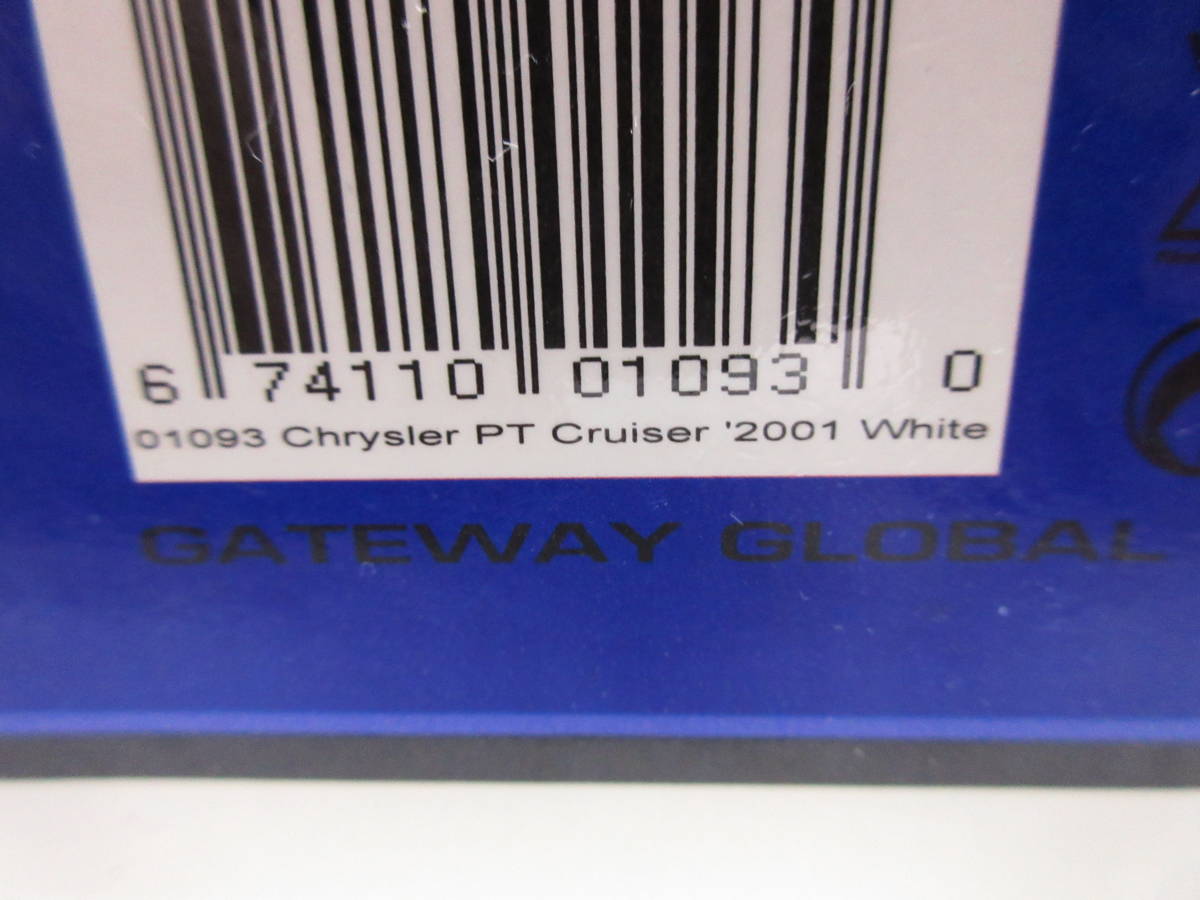 6 74110 01093 0
01093 Chrysler PT Cruiser '2001 White
GATEWAY GLOBAL